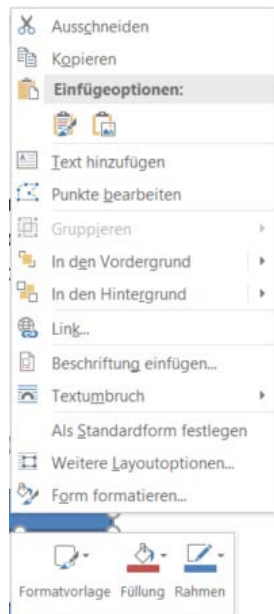 Ausschneiden
Kopieren
Einfügeoptionen:
Text hinzufügen
Punkte bearbeiten
Gruppieren
In den Vordergrund
In den Hintergrund
Link...
Beschriftung einfügen...
Textumbruch
Als Standardform festlegen
Weitere Layoutoptionen...
Form formatieren...
Formatvorlage Füllung Rahmen